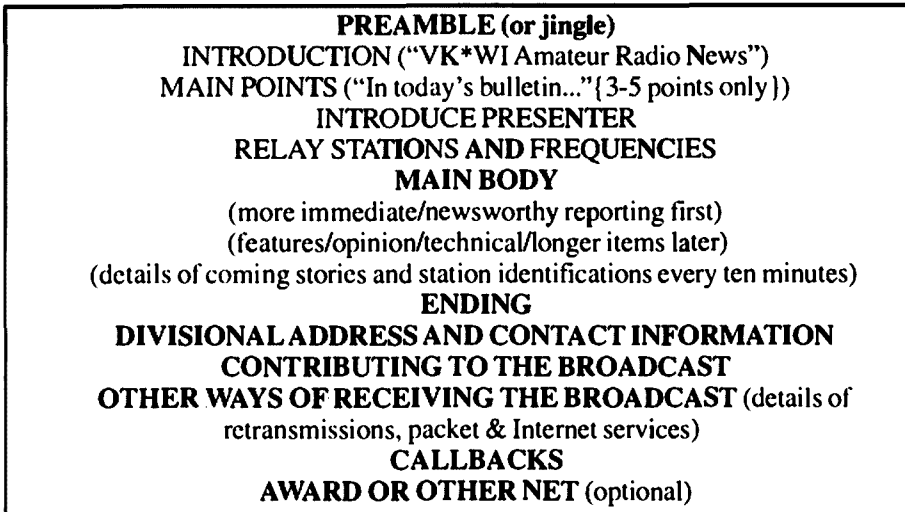 PREAMBLE (or jingle)
INTRODUCTION (“VK*WI Amateur Radio News”)
MAIN POINTS (“In today’s bulletin...”{3-5 points only})
INTRODUCE PRESENTER
RELAY STATIONS AND FREQUENCIES
MAIN BODY
(more immediate/newsworthy reporting first)
(features/opinion/technical/longer items later)
(details of coming stories and station identifications every ten minutes)
ENDING
DIVISIONAL ADDRESS AND CONTACT INFORMATION
CONTRIBUTING TO THE BROADCAST
OTHER WAYS OF RECEIVING THE BROADCAST (details of
retransmissions, packet & Internet services)
CALLBACKS
AWARD OR OTHER NET (optional)